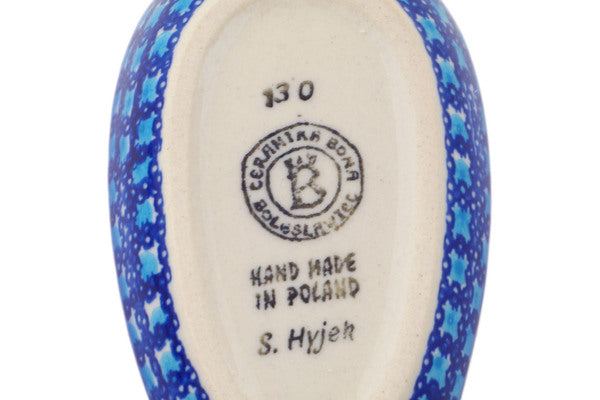 130
CERAMIKA BONA
B
BOLESŁAWIEC
HAND MADE
IN POLAND
S. Hyjek